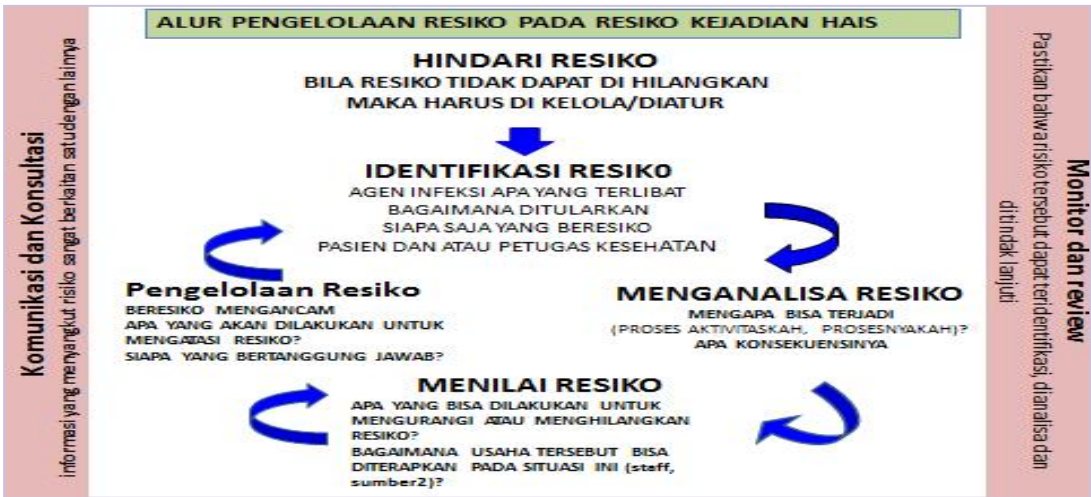 ALUR PENGELOLAAN RESIKO PADA RESIKO KEJADIAN HAIS
HINDARI RESIKO
BILA RESIKO TIDAK DAPAT DI HILANGKAN
MAKA HARUS DI KELOLA/DIATUR
IDENTIFIKASI RESIK0
AGEN INFEKSI APA YANG TERLIBAT
BAGAIMANA DITULARKAN
SIAPA SAJA YANG BERESIKO
PASIEN DAN ATAU PETUGAS KESEHATAN
MENGANALISA RESIKO
MENGAPA BISA TERJADI
(PROSES AKTIVITASKAH, PROSESNYAKAH)?
APA KONSEKUENSINYA
MENILAI RESIKO
APA YANG BISA DILAKUKAN UNTUK
MENGURANGI ATAU MENGHILANGKAN
RESIKO?
BAGAIMANA USAHA TERSEBUT BISA
DITERAPKAN PADA SITUASI INI (staff,
sumber2)?
Pengelolaan Resiko
BERESIKO MENGANCAM
APA YANG AKAN DILAKUKAN UNTUK
MENGATASI RESIKO?
SIAPA YANG BERTANGGUNG JAWAB?
Komunikasi dan Konsultasi
informasi yang menyangkut risiko sangat berkaitan satu dengan lainnya
Monitor dan review
Pastikan bahwa risiko tersebut dapat teridentifikasi, dianalisa dan
ditindak lanjuti